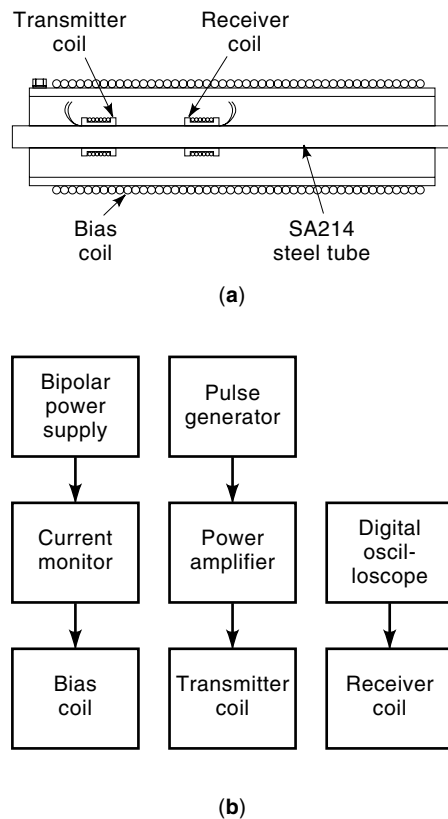 Transmitter
coil
Receiver
coil
Bias
coil
SA214
steel tube
(a)
Bipolar
power
supply
Pulse
generator
Current
monitor
Power
amplifier
Digital
oscil-
loscope
Bias
coil
Transmitter
coil
Receiver
coil
(b)